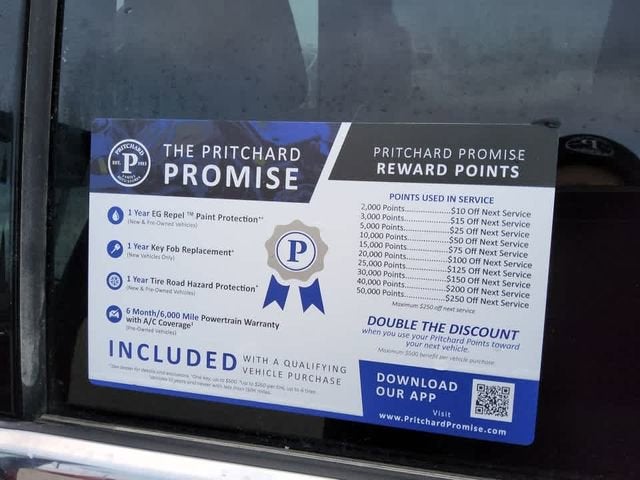 PRITCHARD
EST. P 1913
THE PRITCHARD
PROMISE
1 Year EG Repel ™ Paint Protection*†
(New & Pre-Owned Vehicles)
1 Year Key Fob Replacement*
(New Vehicles Only)
1 Year Tire Road Hazard Protection*
(New & Pre-Owned Vehicles)
6 Month/6,000 Mile Powertrain Warranty
with A/C Coverage‡
(Pre-Owned Vehicles)
P
INCLUDED WITH A QUALIFYING
VEHICLE PURCHASE
PRITCHARD PROMISE
REWARD POINTS
POINTS USED IN SERVICE
2,000 Points..................$10 Off Next Service
3,000 Points..................$15 Off Next Service
5,000 Points..................$25 Off Next Service
10,000 Points................$50 Off Next Service
15,000 Points................$75 Off Next Service
20,000 Points..............$100 Off Next Service
25,000 Points..............$125 Off Next Service
30,000 Points..............$150 Off Next Service
40,000 Points..............$200 Off Next Service
50,000 Points..............$250 Off Next Service
Maximum $250 off next service
DOUBLE THE DISCOUNT
when you use your Pritchard Points toward
your next vehicle.
Maximum $500 benefit per vehicle purchase
DOWNLOAD
OUR APP
Visit
www.PritchardPromise.com